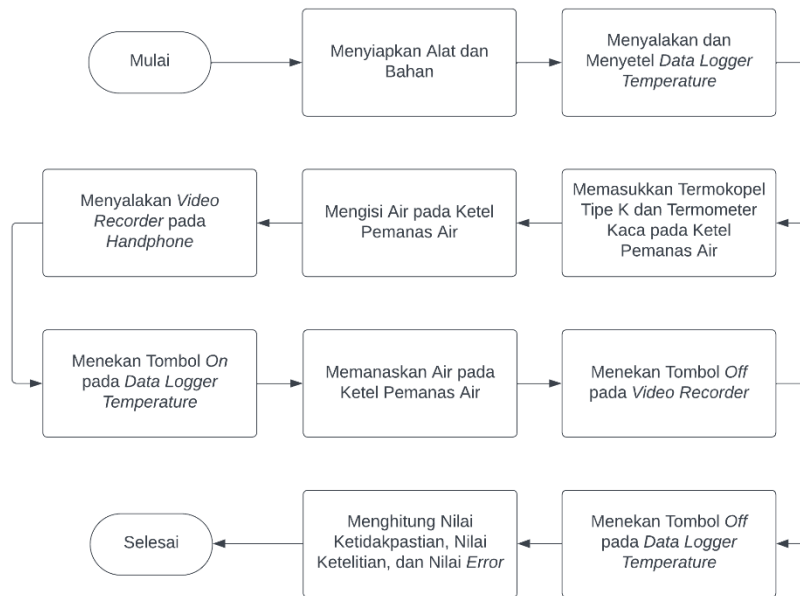 Mulai
Menyiapkan Alat dan
Bahan
Menyalakan dan
Menyetel Data Logger
Temperature
Memasukkan Termokopel
Tipe K dan Termometer
Kaca pada Ketel
Pemanas Air
Mengisi Air pada Ketel
Pemanas Air
Menyalakan Video
Recorder pada
Handphone
Menekan Tombol On
pada Data Logger
Temperature
Memanaskan Air pada
Ketel Pemanas Air
Menekan Tombol Off
pada Video Recorder
Menekan Tombol Off
pada Data Logger
Temperature
Menghitung Nilai
Ketidakpastian, Nilai
Ketelitian, dan Nilai Error
Selesai